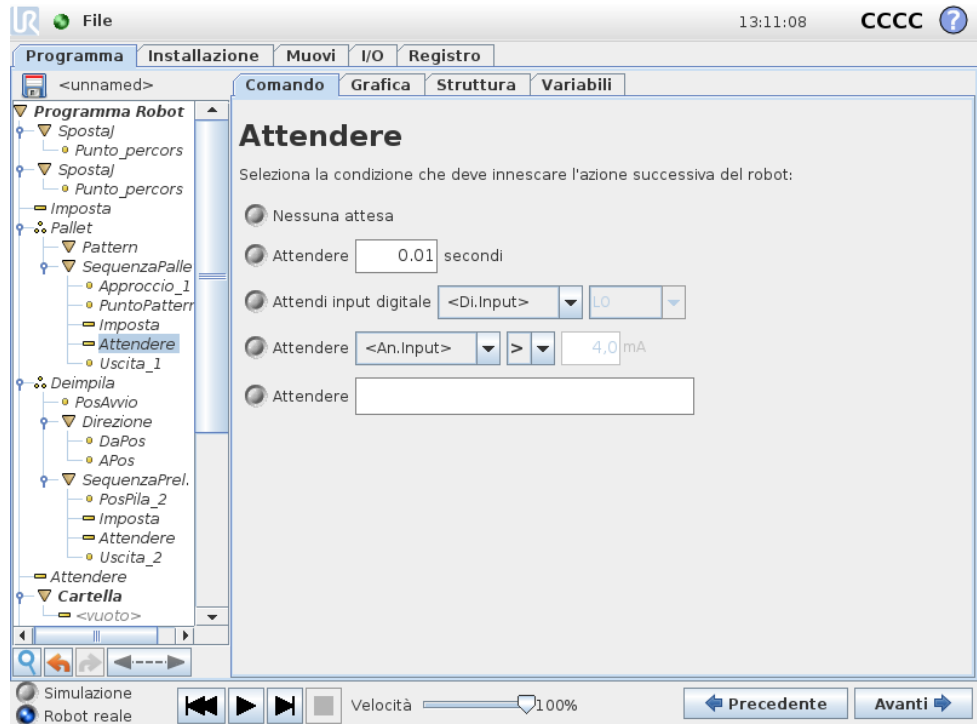 UR File 13:11:08 CCCC ?
Programma Installazione Muovi I/O Registro
<unnamed> Comando Grafica Struttura Variabili
Programma Robot
SpostaJ
Punto_percors
SpostaJ
Punto_percors
Imposta
Pallet
Pattern
SequenzaPalle
Approccio_1
PuntoPattern
Imposta
Attendere
Uscita_1
Deimpila
PosAvvio
Direzione
DaPos
APos
SequenzaPrel.
PosPila_2
Imposta
Attendere
Uscita_2
Attendere
Cartella
<vuoto>
Attendere
Seleziona la condizione che deve innescare l'azione successiva del robot:
Nessuna attesa
Attendere 0.01 secondi
Attendi input digitale <Di.Input> LO
Attendere <An.Input> > 4,0 mA
Attendere
Simulazione
Robot reale
Velocità 100%
Precedente Avanti